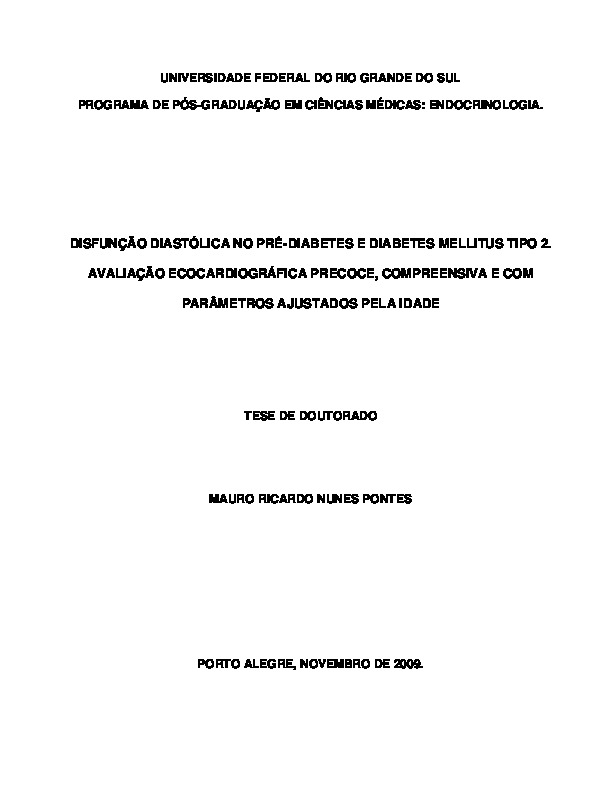 UNIVERSIDADE FEDERAL DO RIO GRANDE DO SUL
PROGRAMA DE PÓS-GRADUAÇÃO EM CIÊNCIAS MÉDICAS: ENDOCRINOLOGIA.
DISFUNÇÃO DIASTÓLICA NO PRÉ-DIABETES E DIABETES MELLITUS TIPO 2.
AVALIAÇÃO ECOCARDIOGRÁFICA PRECOCE, COMPREENSIVA E COM
PARÂMETROS AJUSTADOS PELA IDADE
TESE DE DOUTORADO
MAURO RICARDO NUNES PONTES
PORTO ALEGRE, NOVEMBRO DE 2009.